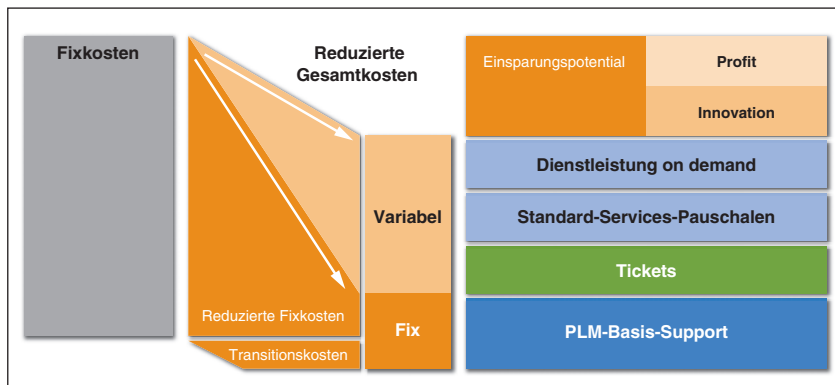 Fixkosten
Reduzierte
Gesamtkosten
Reduzierte Fixkosten
Transitionskosten
Variabel
Fix
Einsparungspotential
Profit
Innovation
Dienstleistung on demand
Standard-Services-Pauschalen
Tickets
PLM-Basis-Support